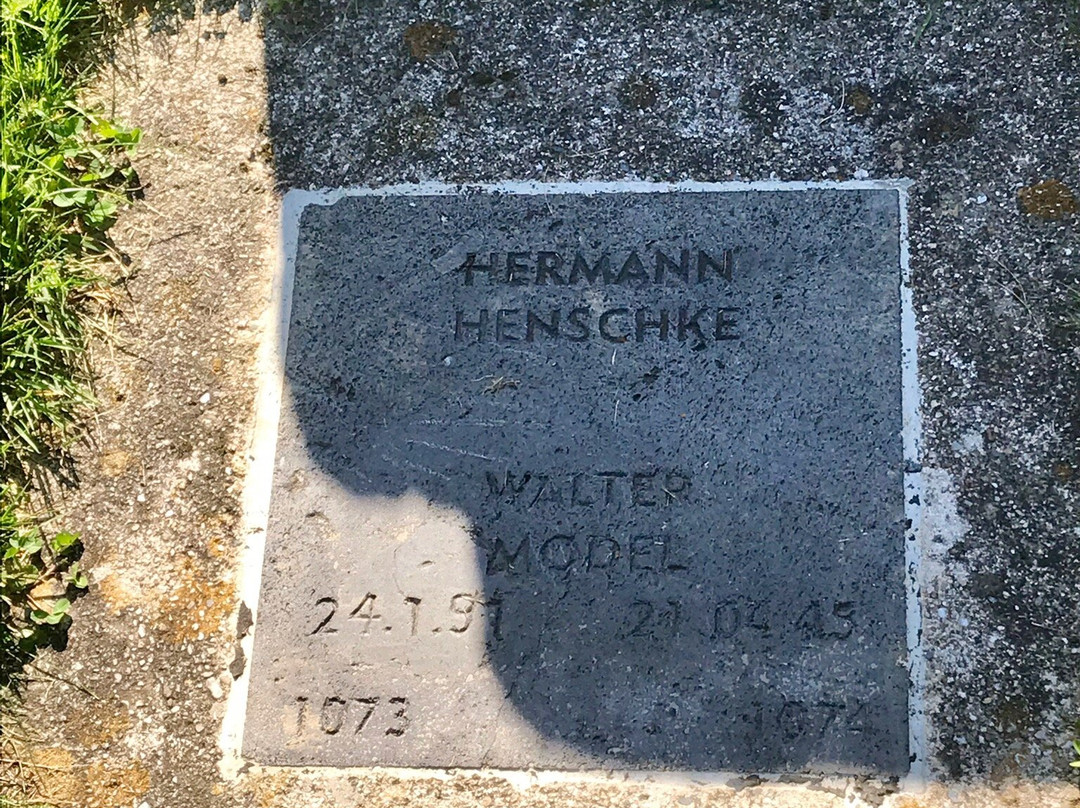 HERMANN
HENSCHKE
WALTER
MODEL
24.1.91 21.04.45
1073 1074